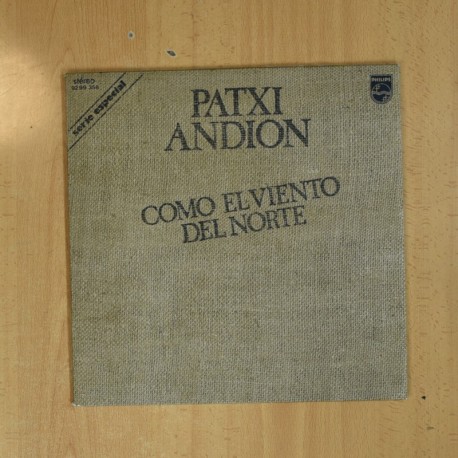 STEREO
serie especial
PHILIPS
PATXI
ANDION
COMO EL VIENTO
DEL NORTE